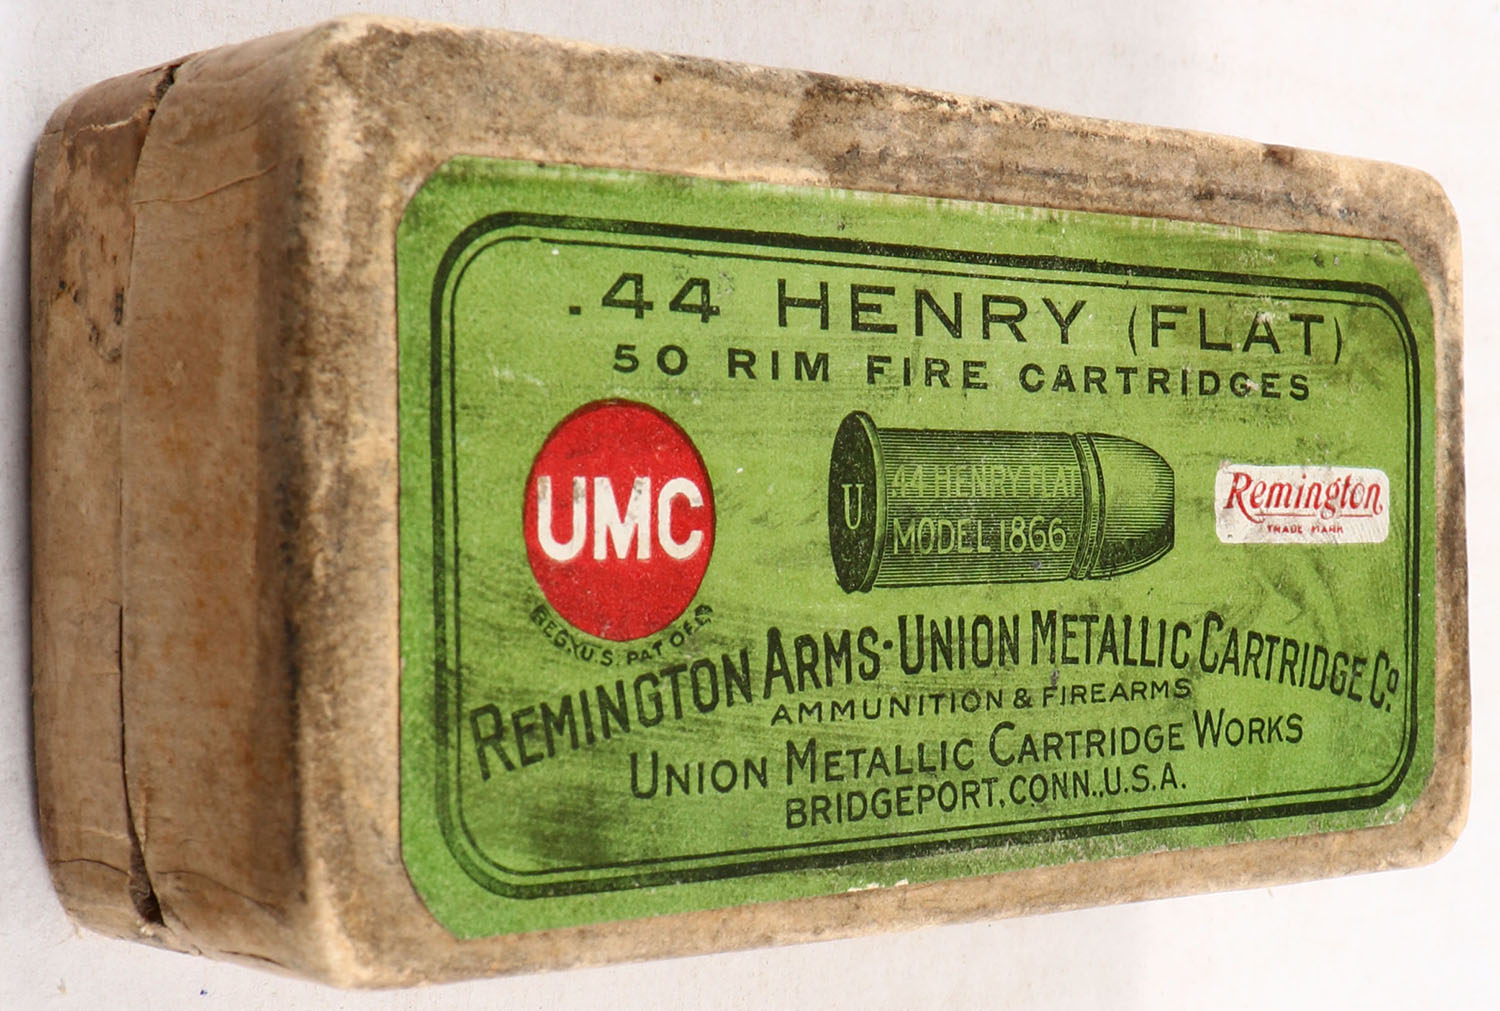 .44 HENRY (FLAT)
50 RIM FIRE CARTRIDGES
UMC
REG. U.S. PAT OFF.
U
44 HENRY FLAT
MODEL 1866
Remington
TRADE MARK
REMINGTON ARMS-UNION METALLIC CARTRIDGE Co.
AMMUNITION & FIREARMS
UNION METALLIC CARTRIDGE WORKS
BRIDGEPORT, CONN., U.S.A.